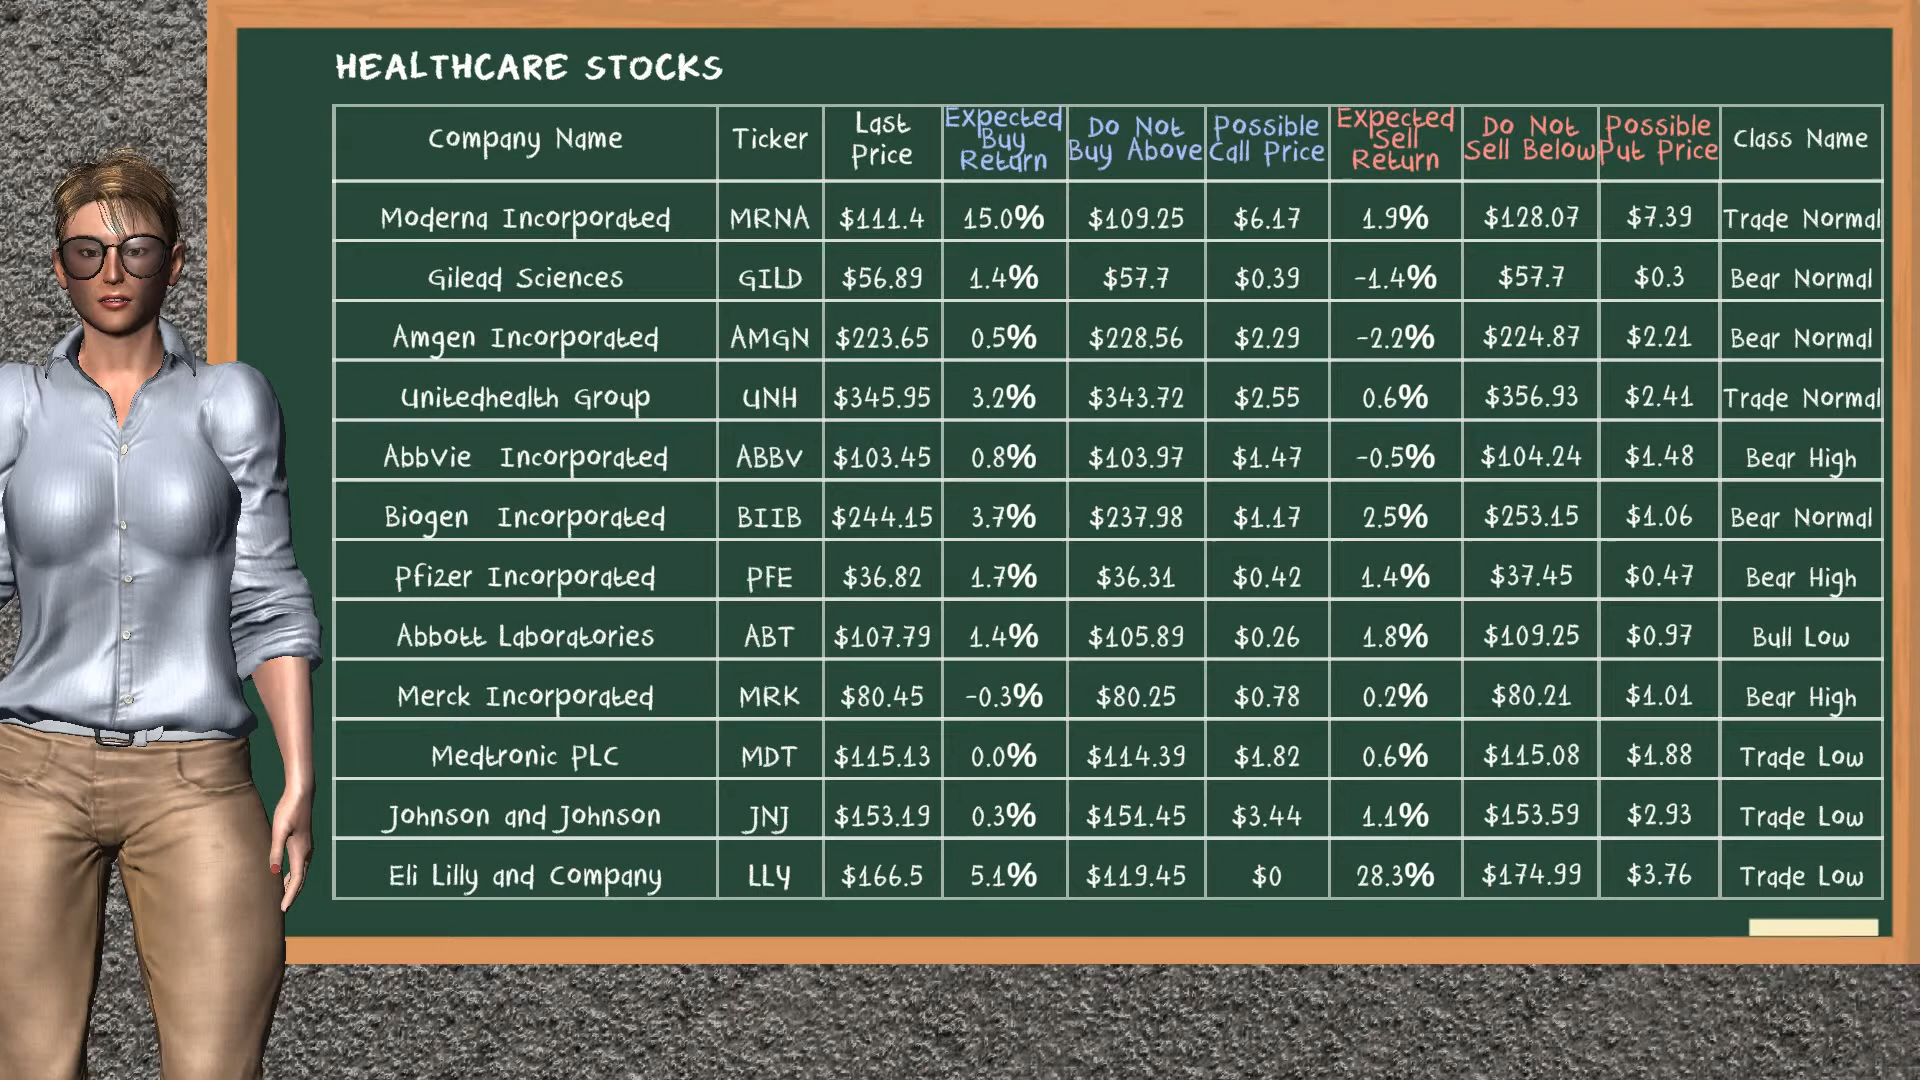 HEALTHCARE STOCKS
Company Name Ticker Last Price Expected Buy Return Do Not Buy Above Possible Call Price Expected Sell Return Do Not Sell Below Possible Put Price Class Name
Moderna Incorporated MRNA $111.4 15.0% $109.25 $6.17 1.9% $128.07 $7.39 Trade Normal
Gilead Sciences GILD $56.89 1.4% $57.7 $0.39 -1.4% $57.7 $0.3 Bear Normal
Amgen Incorporated AMGN $223.65 0.5% $228.56 $2.29 -2.2% $224.87 $2.21 Bear Normal
Unitedhealth Group UNH $345.95 3.2% $343.72 $2.55 0.6% $356.93 $2.41 Trade Normal
AbbVie Incorporated ABBV $103.45 0.8% $103.97 $1.47 -0.5% $104.24 $1.48 Bear High
Biogen Incorporated BIIB $244.15 3.7% $237.98 $1.17 2.5% $253.15 $1.06 Bear Normal
Pfizer Incorporated PFE $36.82 1.7% $36.31 $0.42 1.4% $37.45 $0.47 Bear High
Abbott Laboratories ABT $107.79 1.4% $105.89 $0.26 1.8% $109.25 $0.97 Bull Low
Merck Incorporated MRK $80.45 -0.3% $80.25 $0.78 0.2% $80.21 $1.01 Bear High
Medtronic PLC MDT $115.13 0.0% $114.39 $1.82 0.6% $115.08 $1.88 Trade Low
Johnson and Johnson JNJ $153.19 0.3% $151.45 $3.44 1.1% $153.59 $2.93 Trade Low
Eli Lilly and Company LLY $166.5 5.1% $119.45 $0 28.3% $174.99 $3.76 Trade Low